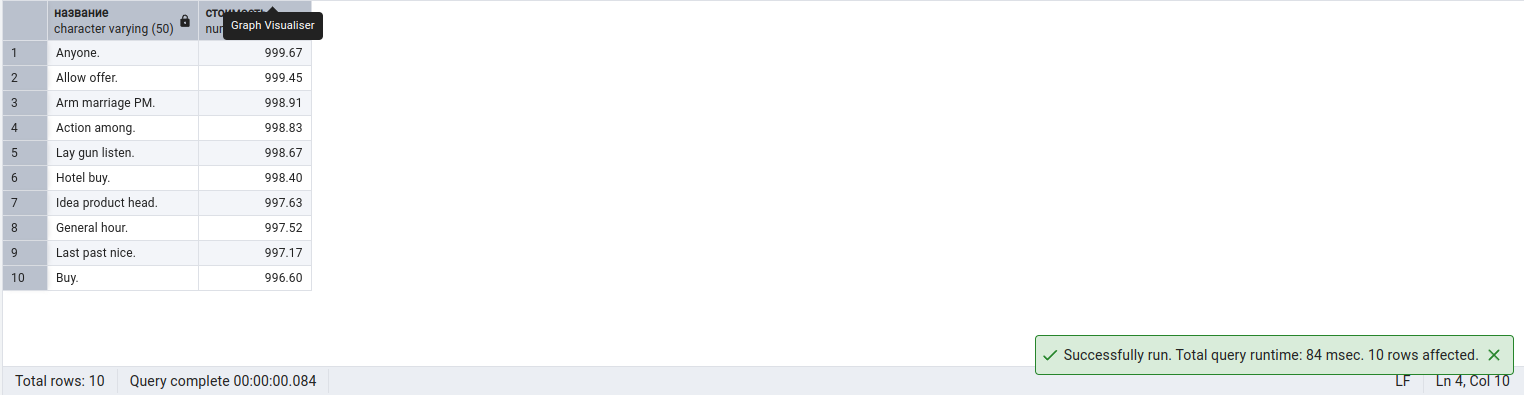 название
character varying (50)
Graph Visualiser
1 Anyone. 999.67
2 Allow offer. 999.45
3 Arm marriage PM. 998.91
4 Action among. 998.83
5 Lay gun listen. 998.67
6 Hotel buy. 998.40
7 Idea product head. 997.63
8 General hour. 997.52
9 Last past nice. 997.17
10 Buy. 996.60
Successfully run. Total query runtime: 84 msec. 10 rows affected.
Total rows: 10 Query complete 00:00:00.084 LF Ln 4, Col 10